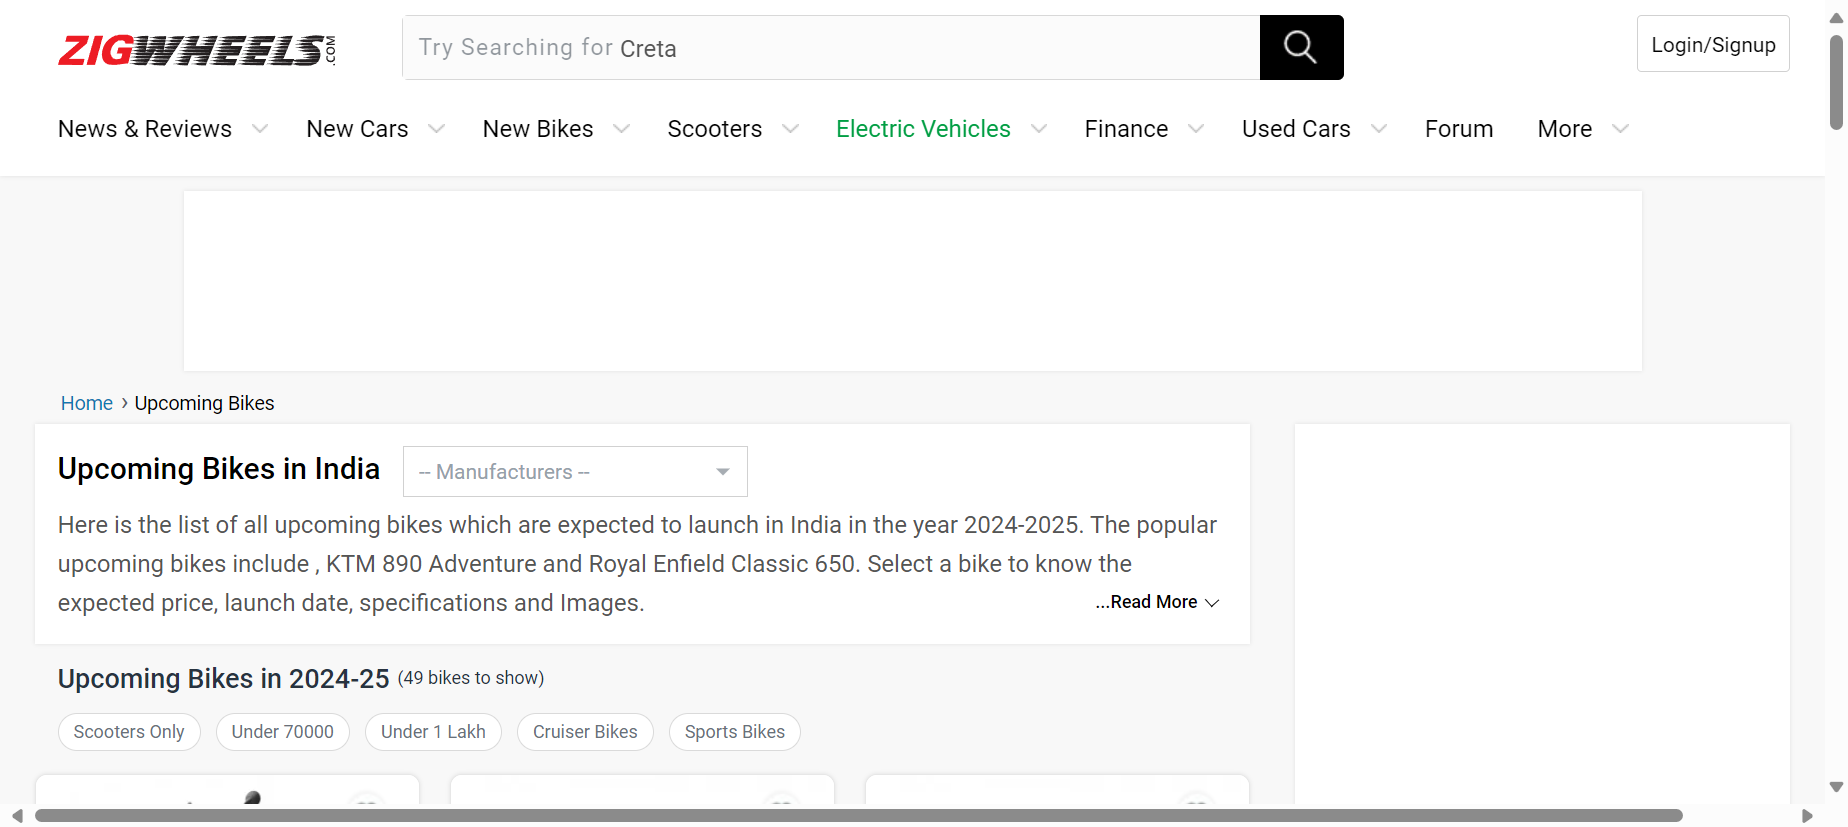 ZIGWHEELS.COM
Try Searching for Creta
Login/Signup
News & Reviews New Cars New Bikes Scooters Electric Vehicles Finance Used Cars Forum More
Home › Upcoming Bikes
Upcoming Bikes in India
-- Manufacturers --
Here is the list of all upcoming bikes which are expected to launch in India in the year 2024-2025. The popular
upcoming bikes include , KTM 890 Adventure and Royal Enfield Classic 650. Select a bike to know the
expected price, launch date, specifications and Images.
...Read More
Upcoming Bikes in 2024-25 (49 bikes to show)
Scooters Only Under 70000 Under 1 Lakh Cruiser Bikes Sports Bikes